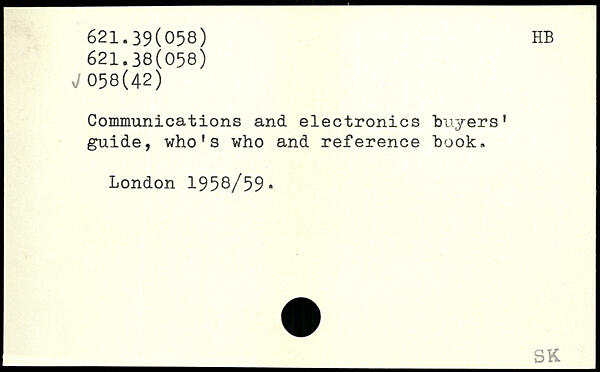 621.39(058) HB
621.38(058)
✓ 058(42)
Communications and electronics buyers'
guide, who's who and reference book.
London 1958/59.
SK